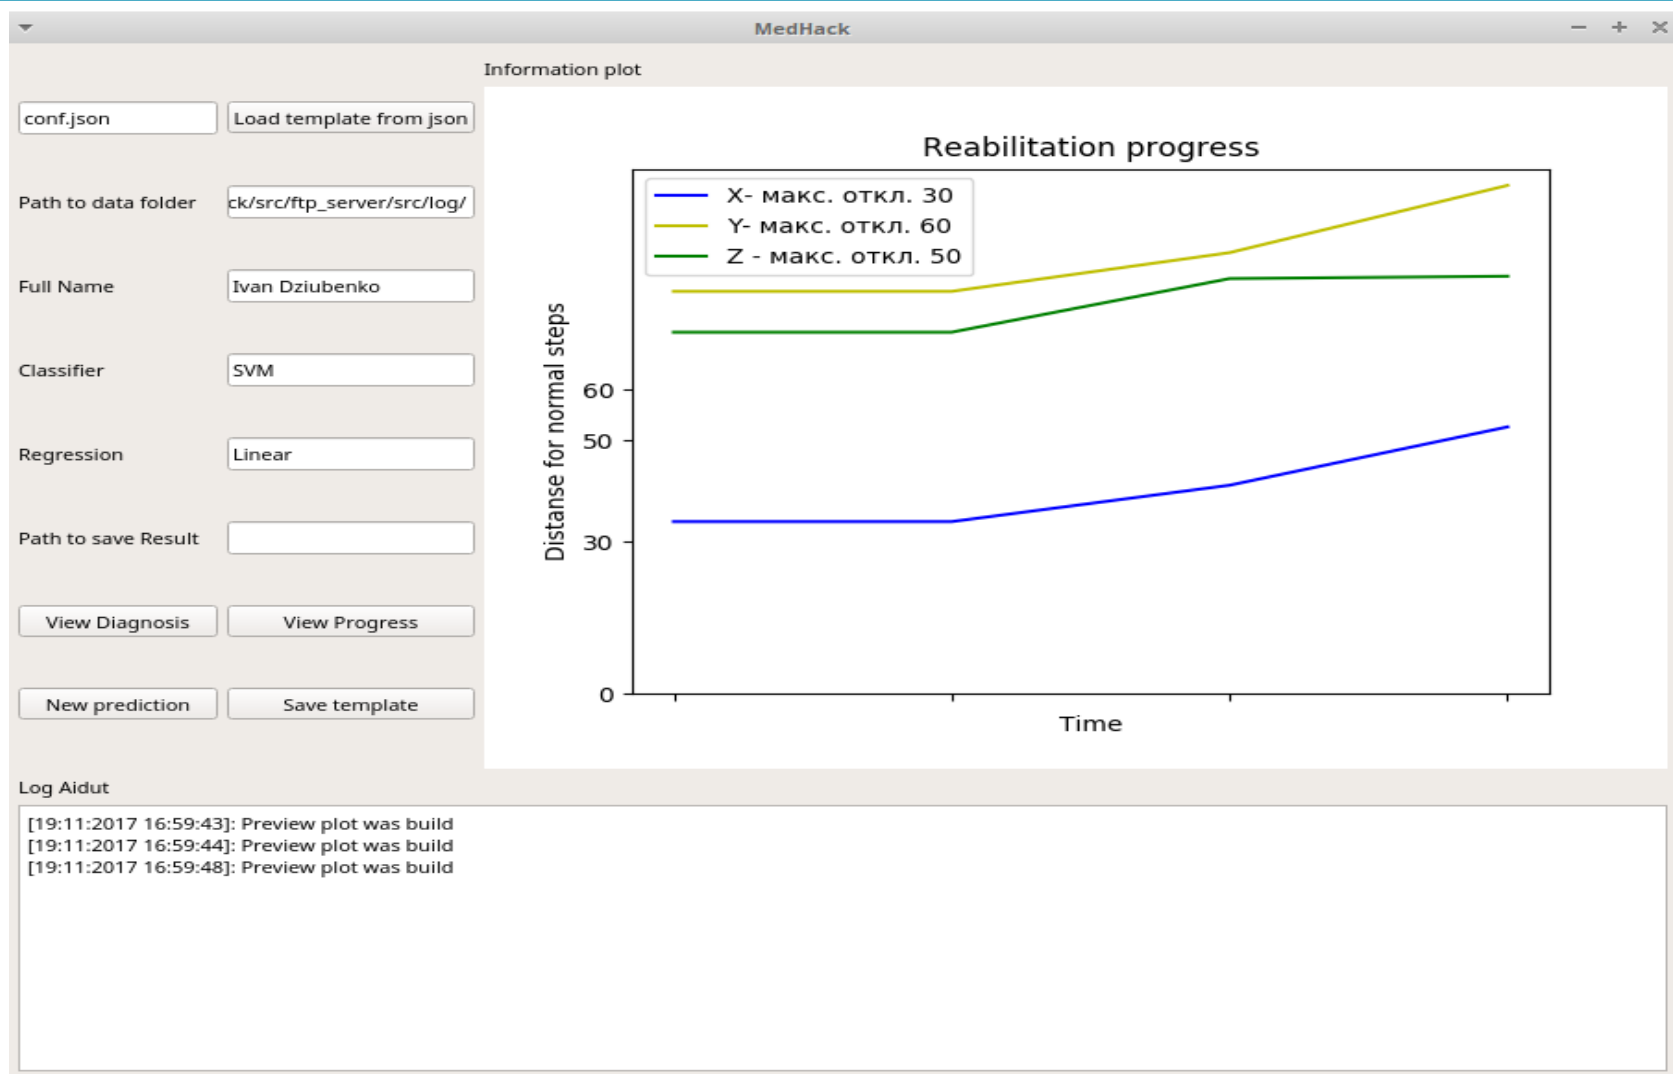 MedHack
Information plot
conf.json
Load template from json
Path to data folder
ck/src/ftp_server/src/log/
Full Name
Ivan Dziubenko
Classifier
SVM
Regression
Linear
Path to save Result
View Diagnosis
View Progress
New prediction
Save template
Reabilitation progress
X- макс. откл. 30
Y- макс. откл. 60
Z - макс. откл. 50
Distanse for normal steps
60
50
30
0
Time
Log Aidut
[19:11:2017 16:59:43]: Preview plot was build
[19:11:2017 16:59:44]: Preview plot was build
[19:11:2017 16:59:48]: Preview plot was build